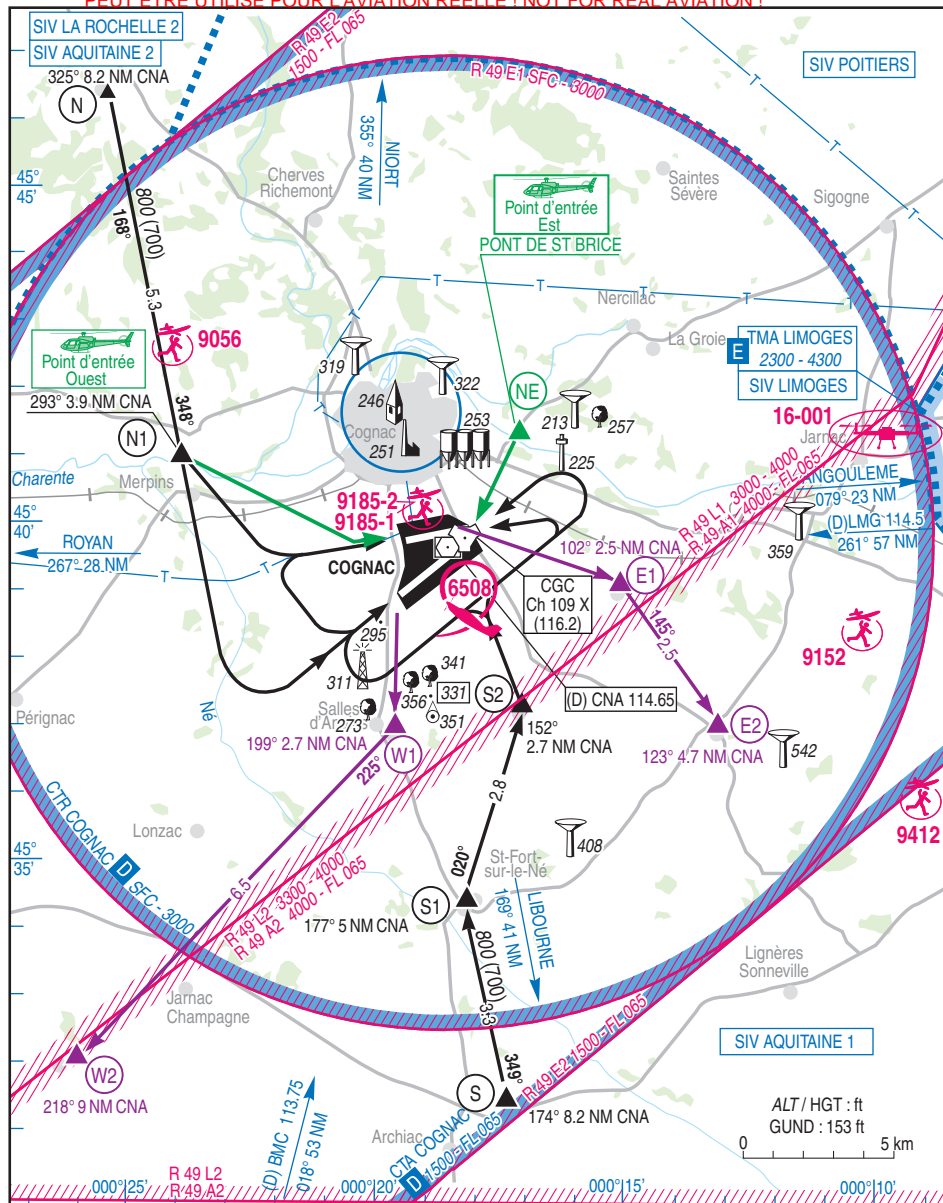 PEUT ETRE UTILISE POUR L'AVIATION REELLE ! NOT FOR REAL AVIATION !
SIV LA ROCHELLE 2
SIV AQUITAINE 2
325° 8.2 NM CNA
N
R 49 E2
1500 - FL 065
R 49 E1 SFC - 3000
SIV POITIERS
45°
45'
355° 40 NM
NIORT
Cherves
Richemont
Point d'entrée
Est
PONT DE ST BRICE
Saintes
Sévère
Sigogne
800 (700)
168°
5.3
T
T
T
T
Nercillac
La Groie
9056
Point d'entrée
Ouest
293° 3.9 NM CNA
348°
N1
319
322
246
Cognac
251
253
NE
213
257
225
E
TMA LIMOGES
2300 - 4300
SIV LIMOGES
16-001
Jarnac
Charente
Merpins
9185-2
9185-1
45°
40'
ROYAN
267° 28 NM
T
T
COGNAC
102° 2.5 NM CNA
E1
R 49 L1 3000 - 4000
R 49 A1 4000 - FL 065
ANGOULEME
079° 23 NM
(D)LMG 114.5
261° 57 NM
359
CGC
Ch 109 X
(116.2)
6508
145°
2.5
9152
295
311
341
356
331
351
Salles
273
S2
(D) CNA 114.65
152°
2.7 NM CNA
E2
123° 4.7 NM CNA
542
Pérignac
Né
199° 2.7 NM CNA
W1
225°
2.8
9412
CTR COGNAC D SFC - 3000
Lonzac
6.5
408
45°
35'
020°
St-Fort-
sur-le-Né
S1
177° 5 NM CNA
169° 41 NM
LIBOURNE
R 49 L2 3300 - 4000
R 49 A2 4000 - FL 065
800 (700)
3.3
Lignères
Sonneville
Jarnac
Champagne
SIV AQUITAINE 1
W2
218° 9 NM CNA
349°
S
174° 8.2 NM CNA
R 49 E2 1500 - FL 065
ALT / HGT : ft
GUND : 153 ft
0
5 km
Archiac
(D) BMC 113.75
018° 53 NM
CTA COGNAC
D 1500 - FL 065
R 49 L2
R 49 A2
000° 25'
000° 20'
000° 15'
000° 10'